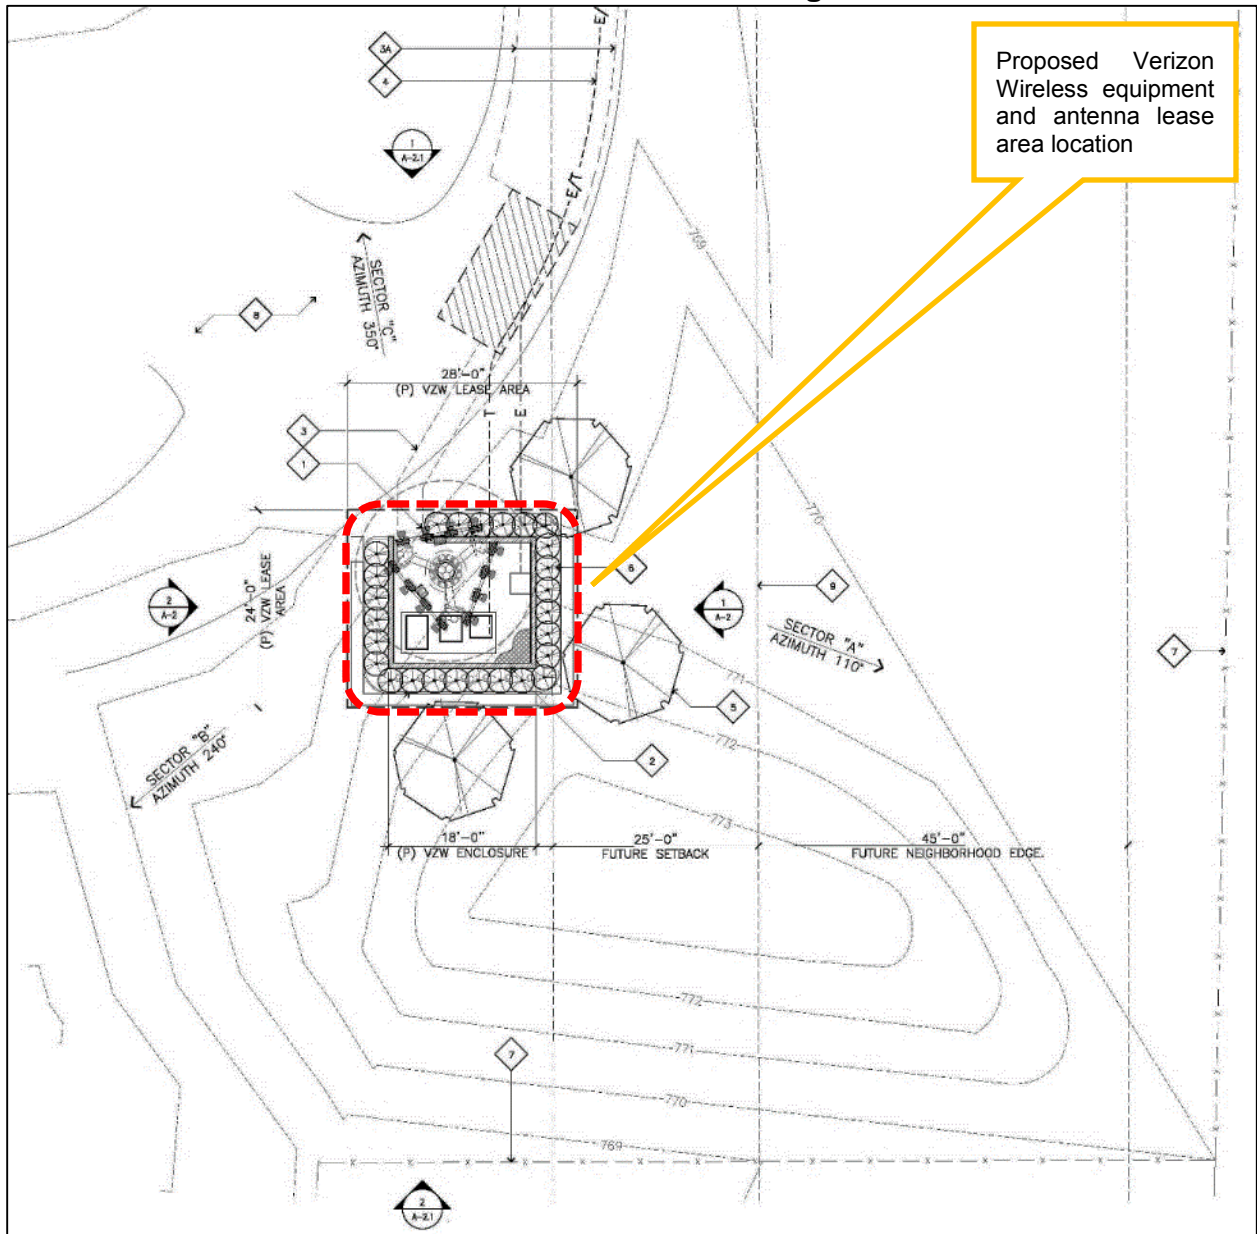 Proposed Verizon
Wireless equipment
and antenna lease
area location
E/
3A
4
1
A-2.1
E/T
E/T
769
SECTOR "C"
AZIMUTH 350°
8
28'-0"
(P) VZW LEASE AREA
T
E
3
1
770
6
9
24'-0"
(P) VZW LEASE
AREA
2
A-2
1
A-2
SECTOR "A"
AZIMUTH 110°
7
771
5
772
SECTOR "B"
AZIMUTH 240°
2
773
18'-0"
(P) VZW ENCLOSURE
25'-0"
FUTURE SETBACK
45'-0"
FUTURE NEIGHBORHOOD EDGE.
772
771
7
770
769
2
A-2.1